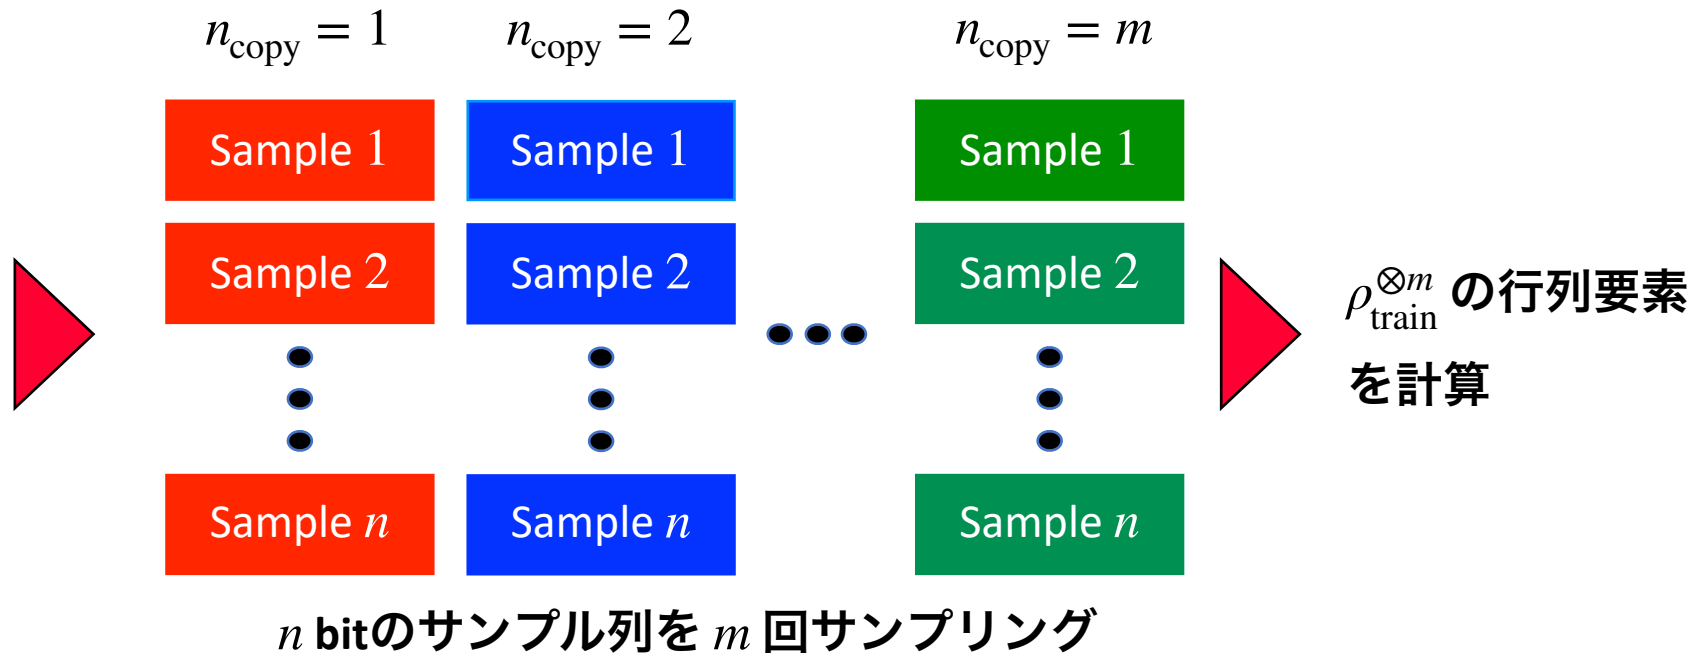 n_copy = 1 n_copy = 2 n_copy = m
Sample 1 Sample 1 Sample 1
Sample 2 Sample 2 Sample 2
ρ_train^⊗m の行列要素
を計算
Sample n Sample n Sample n
n bitのサンプル列を m 回サンプリング